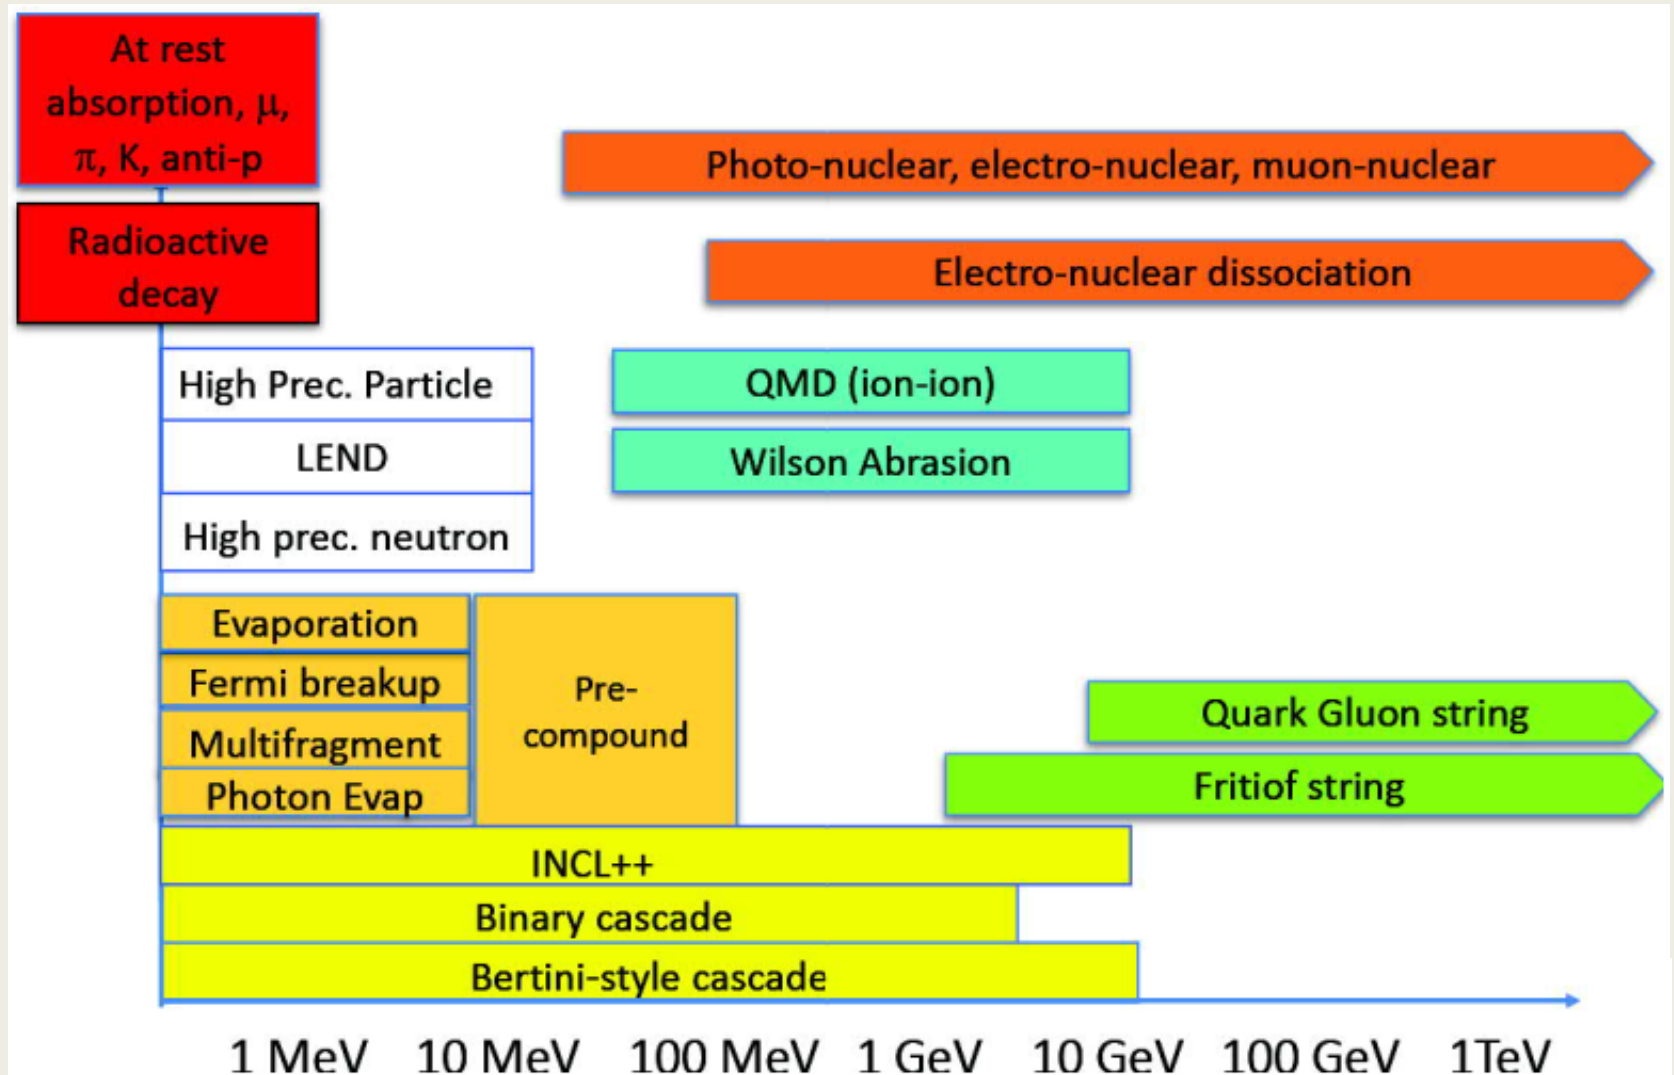 At rest
absorption, μ,
π, K, anti-p
Photo-nuclear, electro-nuclear, muon-nuclear
Radioactive
decay
Electro-nuclear dissociation
High Prec. Particle
QMD (ion-ion)
LEND
Wilson Abrasion
High prec. neutron
Evaporation
Fermi breakup
Multifragment
Photon Evap
Pre-
compound
Quark Gluon string
Fritiof string
INCL++
Binary cascade
Bertini-style cascade
1 MeV 10 MeV 100 MeV 1 GeV 10 GeV 100 GeV 1TeV